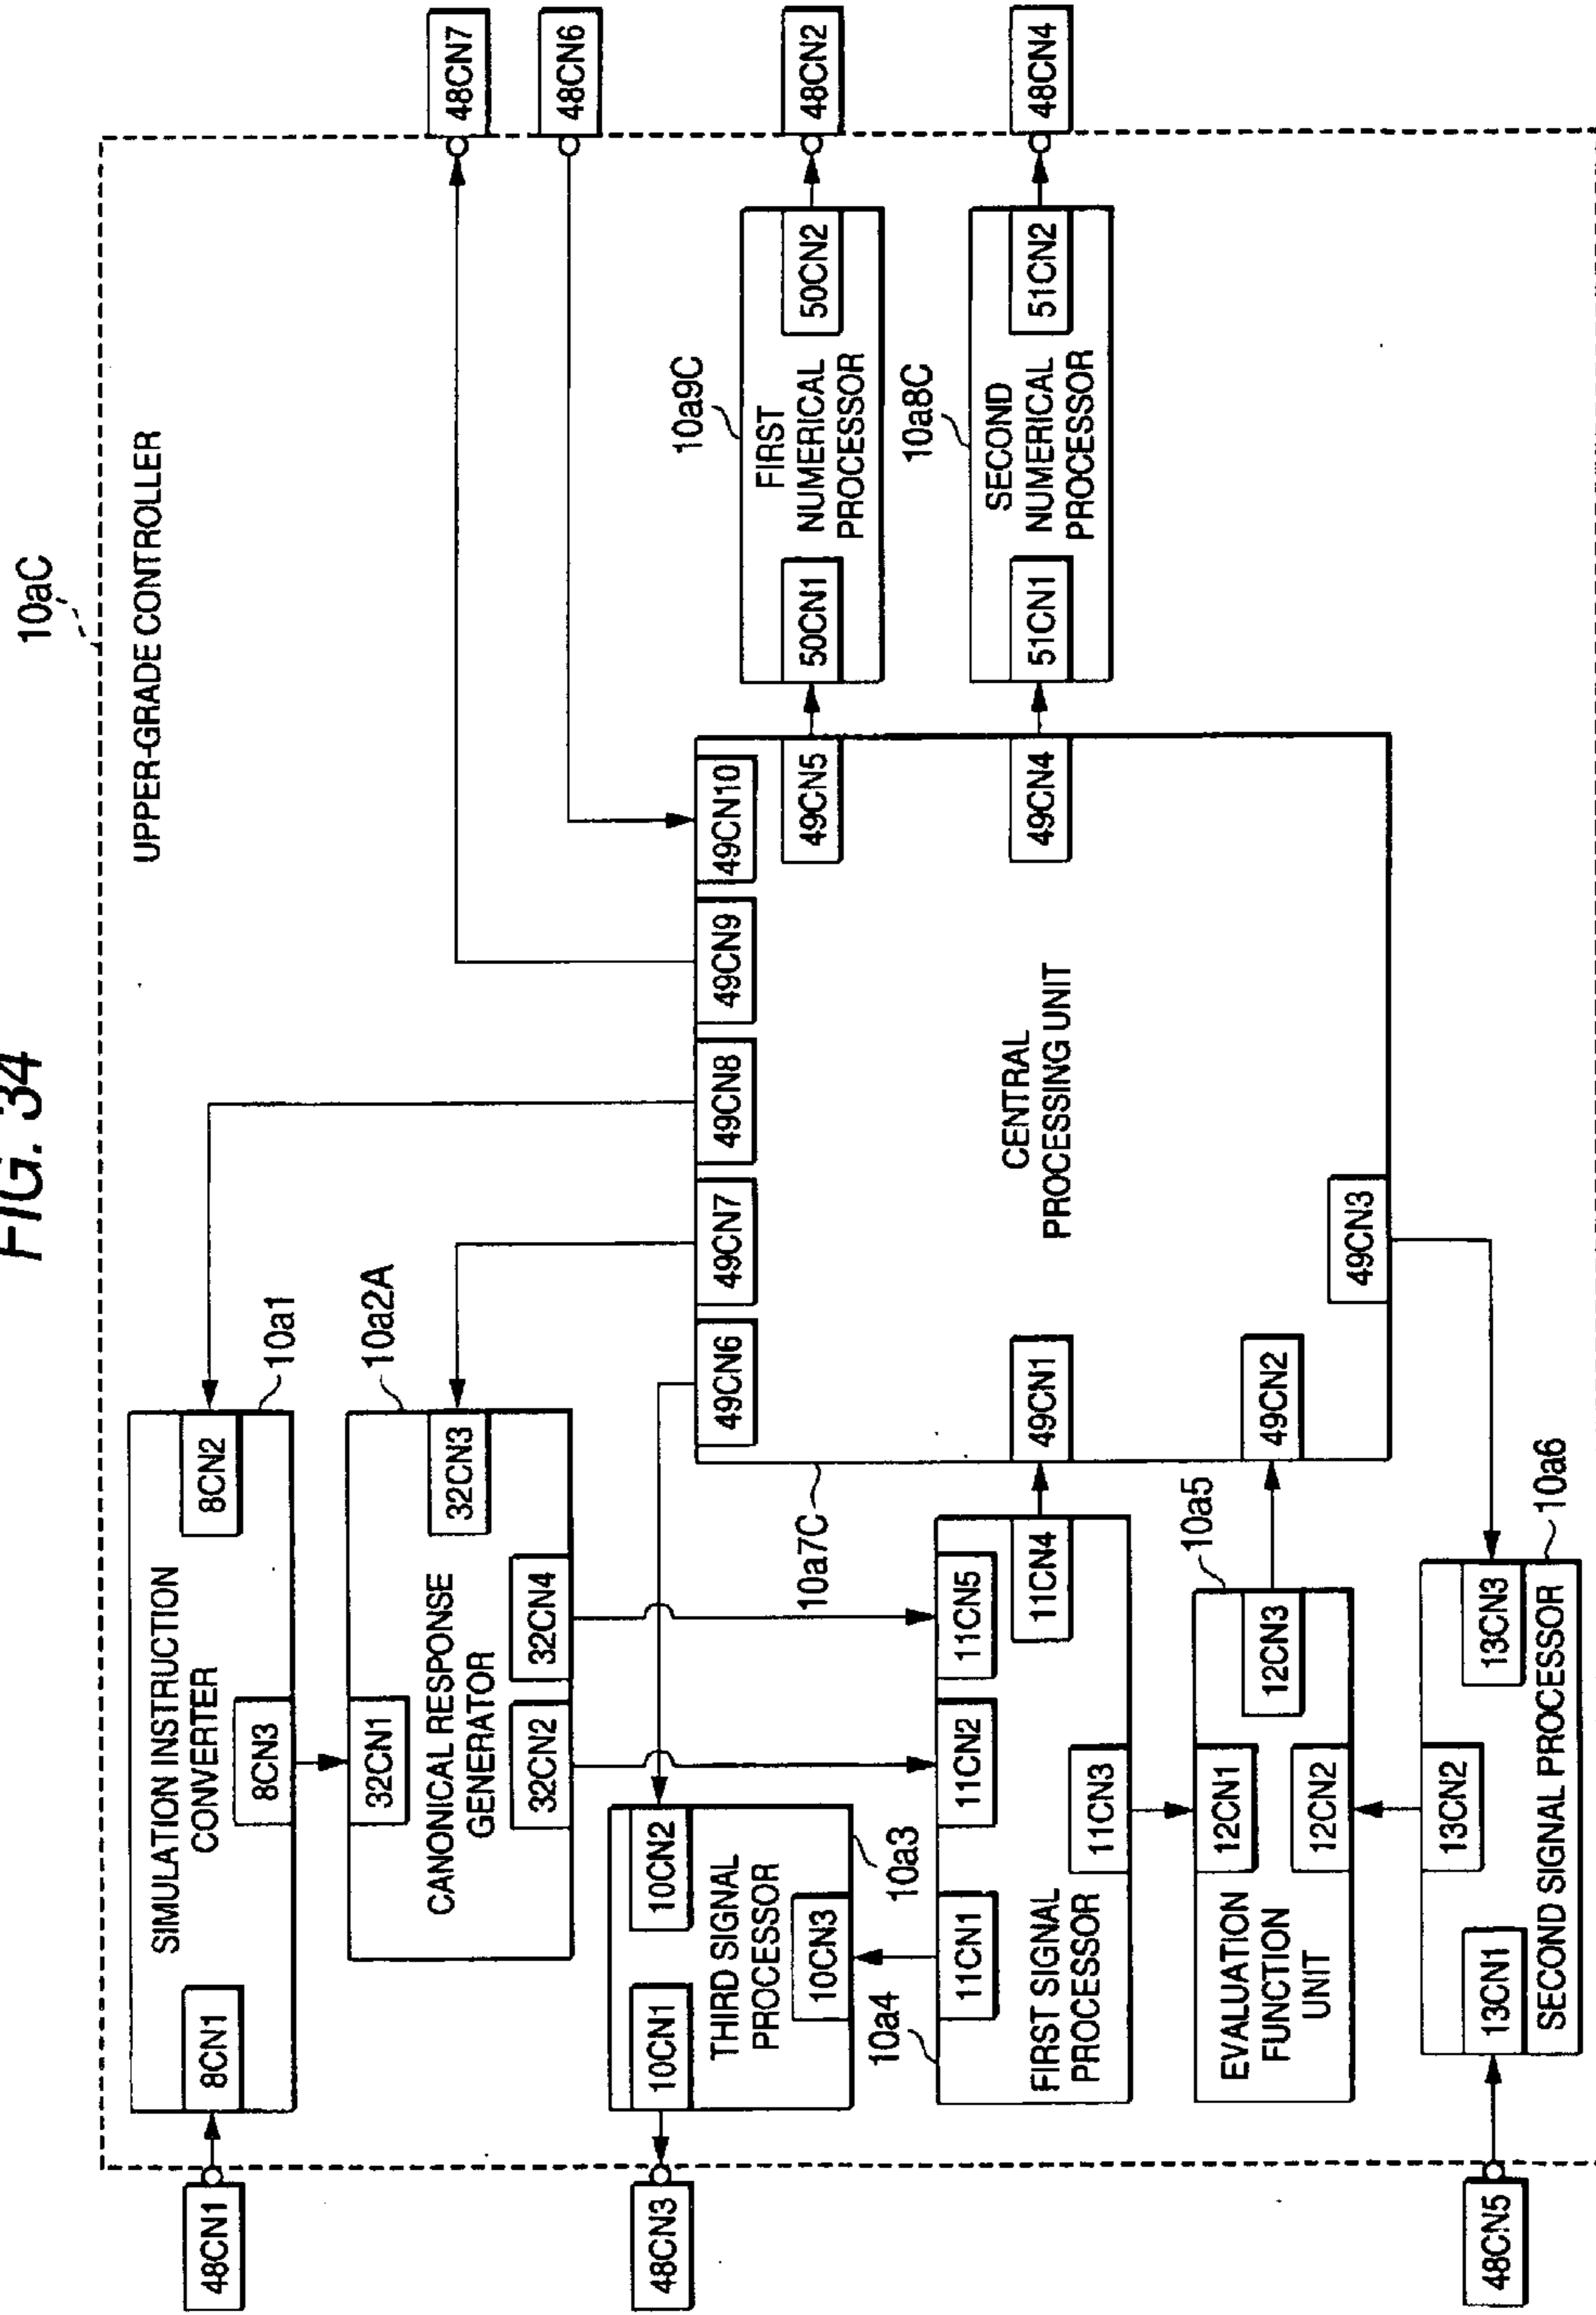 FIG. 34
10aC
UPPER-GRADE CONTROLLER
48CN1
8CN1
SIMULATION INSTRUCTION
CONVERTER
8CN2
8CN3
10a1
32CN1
CANONICAL RESPONSE
GENERATOR
32CN3
32CN2
32CN4
10a2A
48CN3
10CN1
THIRD SIGNAL
PROCESSOR
10CN2
10CN3
10a3
10a4
11CN1
11CN2
11CN5
FIRST SIGNAL
PROCESSOR
11CN3
11CN4
10a5
EVALUATION
FUNCTION
UNIT
12CN1
12CN2
12CN3
48CN5
13CN1
13CN2
13CN3
SECOND SIGNAL PROCESSOR
10a6
10a7C
49CN6
49CN7
49CN8
49CN9
49CN10
49CN1
49CN2
49CN3
CENTRAL
PROCESSING UNIT
49CN5
49CN4
10a9C
50CN1
FIRST
NUMERICAL
PROCESSOR
50CN2
10a8C
51CN1
SECOND
NUMERICAL
PROCESSOR
51CN2
48CN7
48CN6
48CN2
48CN4